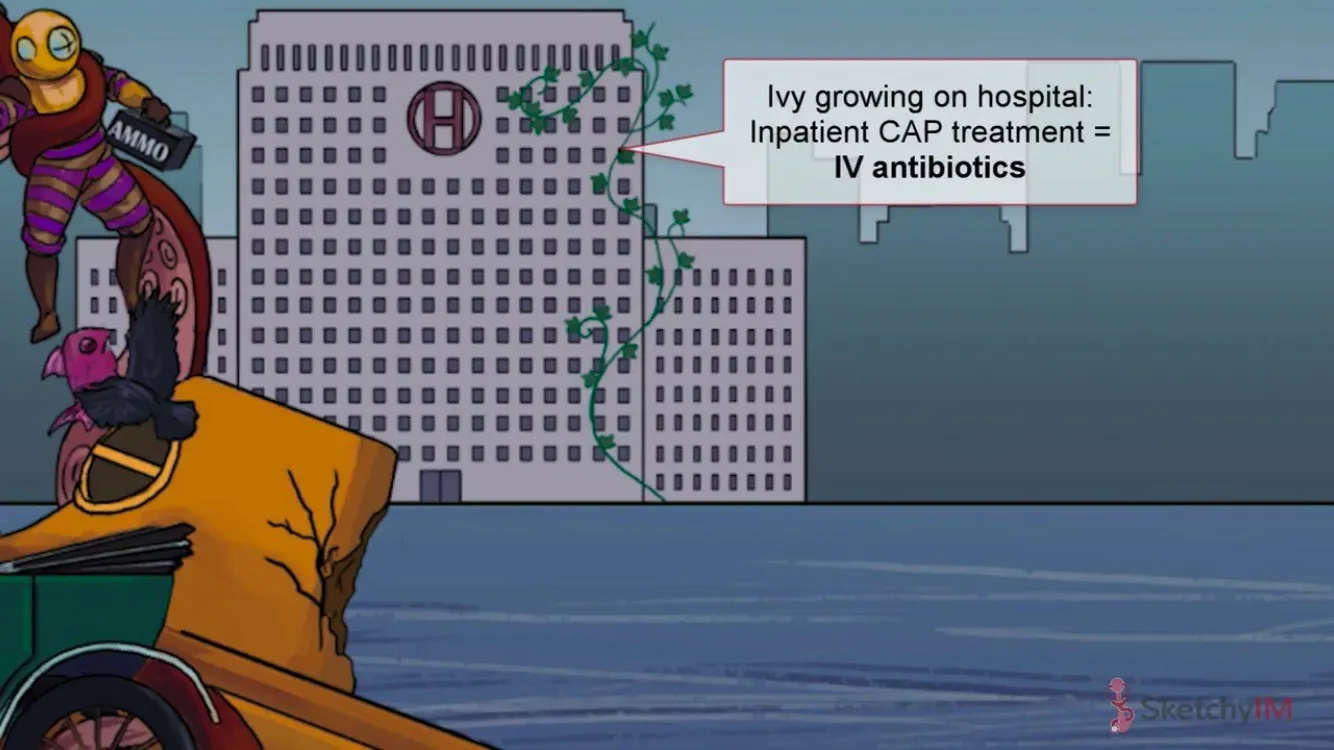 AMMO
H
Ivy growing on hospital:
Inpatient CAP treatment =
IV antibiotics
SketchyIM